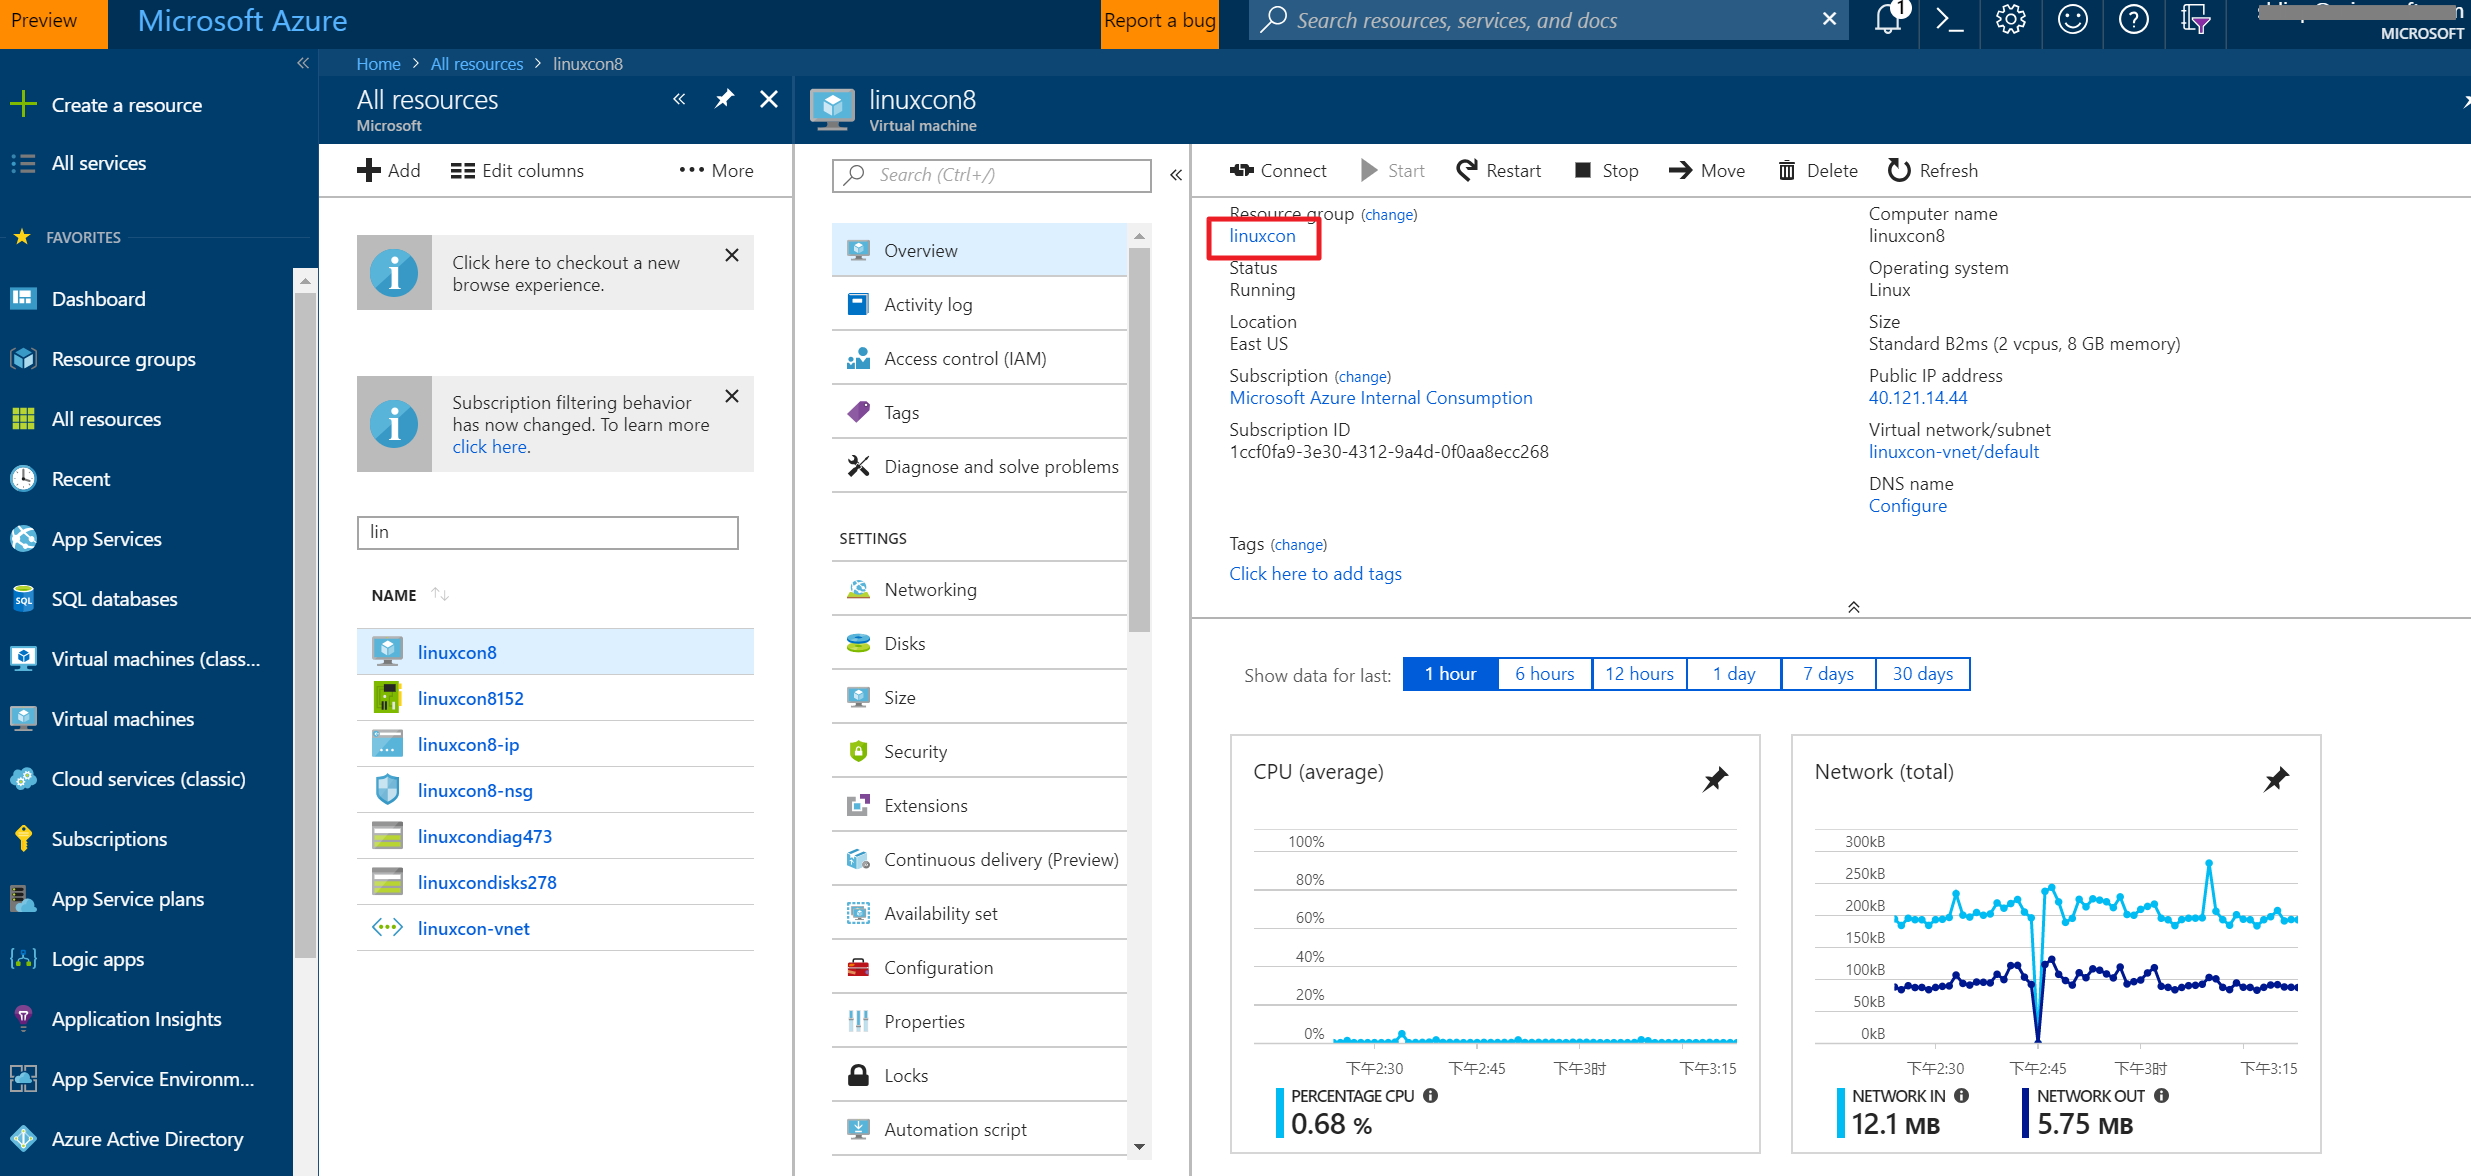 Preview
Microsoft Azure
Report a bug
Search resources, services, and docs
1
MICROSOFT
Home > All resources > linuxcon8
Create a resource
All services
FAVORITES
Dashboard
Resource groups
All resources
Recent
App Services
SQL databases
Virtual machines (class...
Virtual machines
Cloud services (classic)
Subscriptions
App Service plans
Logic apps
Application Insights
App Service Environm...
Azure Active Directory
All resources
Microsoft
Add
Edit columns
More
Click here to checkout a new
browse experience.
Subscription filtering behavior
has now changed. To learn more
click here.
lin
NAME
linuxcon8
linuxcon8152
linuxcon8-ip
linuxcon8-nsg
linuxcondiag473
linuxcondisks278
linuxcon-vnet
linuxcon8
Virtual machine
Search (Ctrl+/)
Overview
Activity log
Access control (IAM)
Tags
Diagnose and solve problems
SETTINGS
Networking
Disks
Size
Security
Extensions
Continuous delivery (Preview)
Availability set
Configuration
Properties
Locks
Automation script
Connect
Start
Restart
Stop
Move
Delete
Refresh
Resource group (change)
linuxcon
Status
Running
Location
East US
Subscription (change)
Microsoft Azure Internal Consumption
Subscription ID
1ccf0fa9-3e30-4312-9a4d-0f0aa8ecc268
Computer name
linuxcon8
Operating system
Linux
Size
Standard B2ms (2 vcpus, 8 GB memory)
Public IP address
40.121.14.44
Virtual network/subnet
linuxcon-vnet/default
DNS name
Configure
Tags (change)
Click here to add tags
Show data for last:
1 hour
6 hours
12 hours
1 day
7 days
30 days
CPU (average)
100%
80%
60%
40%
20%
0%
下午2:30
下午2:45
下午3时
下午3:15
PERCENTAGE CPU
0.68 %
Network (total)
300kB
250kB
200kB
150kB
100kB
50kB
0kB
下午2:30
下午2:45
下午3时
下午3:15
NETWORK IN
12.1 MB
NETWORK OUT
5.75 MB